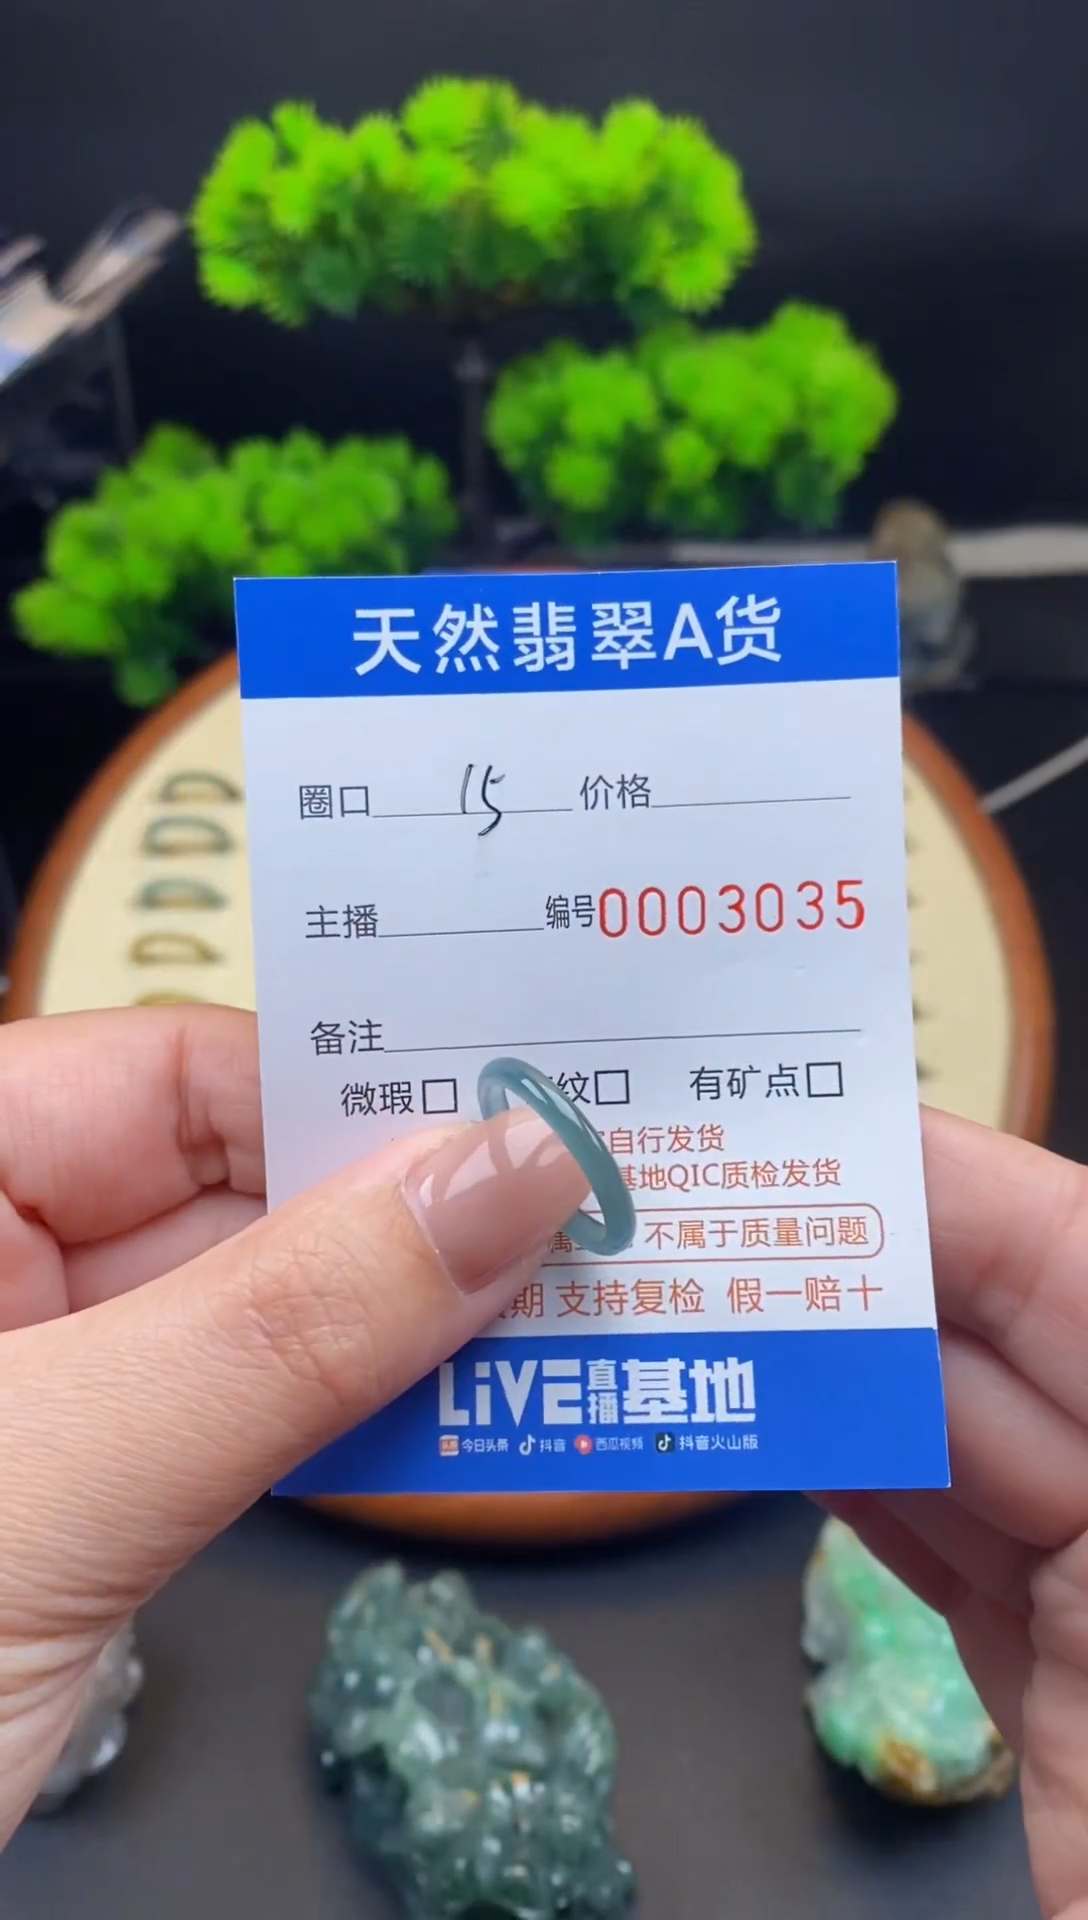 天然翡翠A货
圈口 15 价格
主播 编号0003035
备注
微瑕□ 纹□ 有矿点□
自行发货
基地QIC质检发货
不属于质量问题
期 支持复检 假一赔十
LiVE直播基地
头条 今日头条 抖音 西瓜视频 抖音火山版